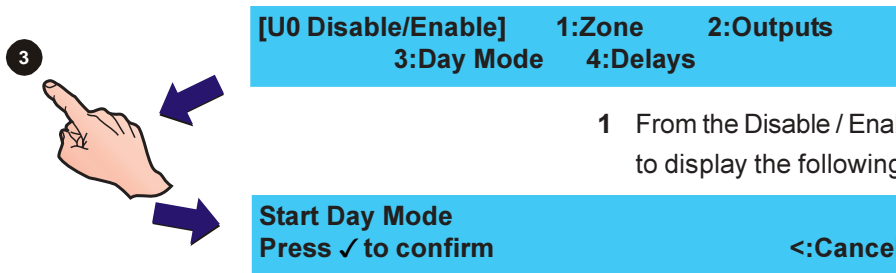 3
[U0 Disable/Enable] 1:Zone 2:Outputs
3:Day Mode 4:Delays
1 From the Disable / Ena
to display the following
Start Day Mode
Press ✓ to confirm <:Cance